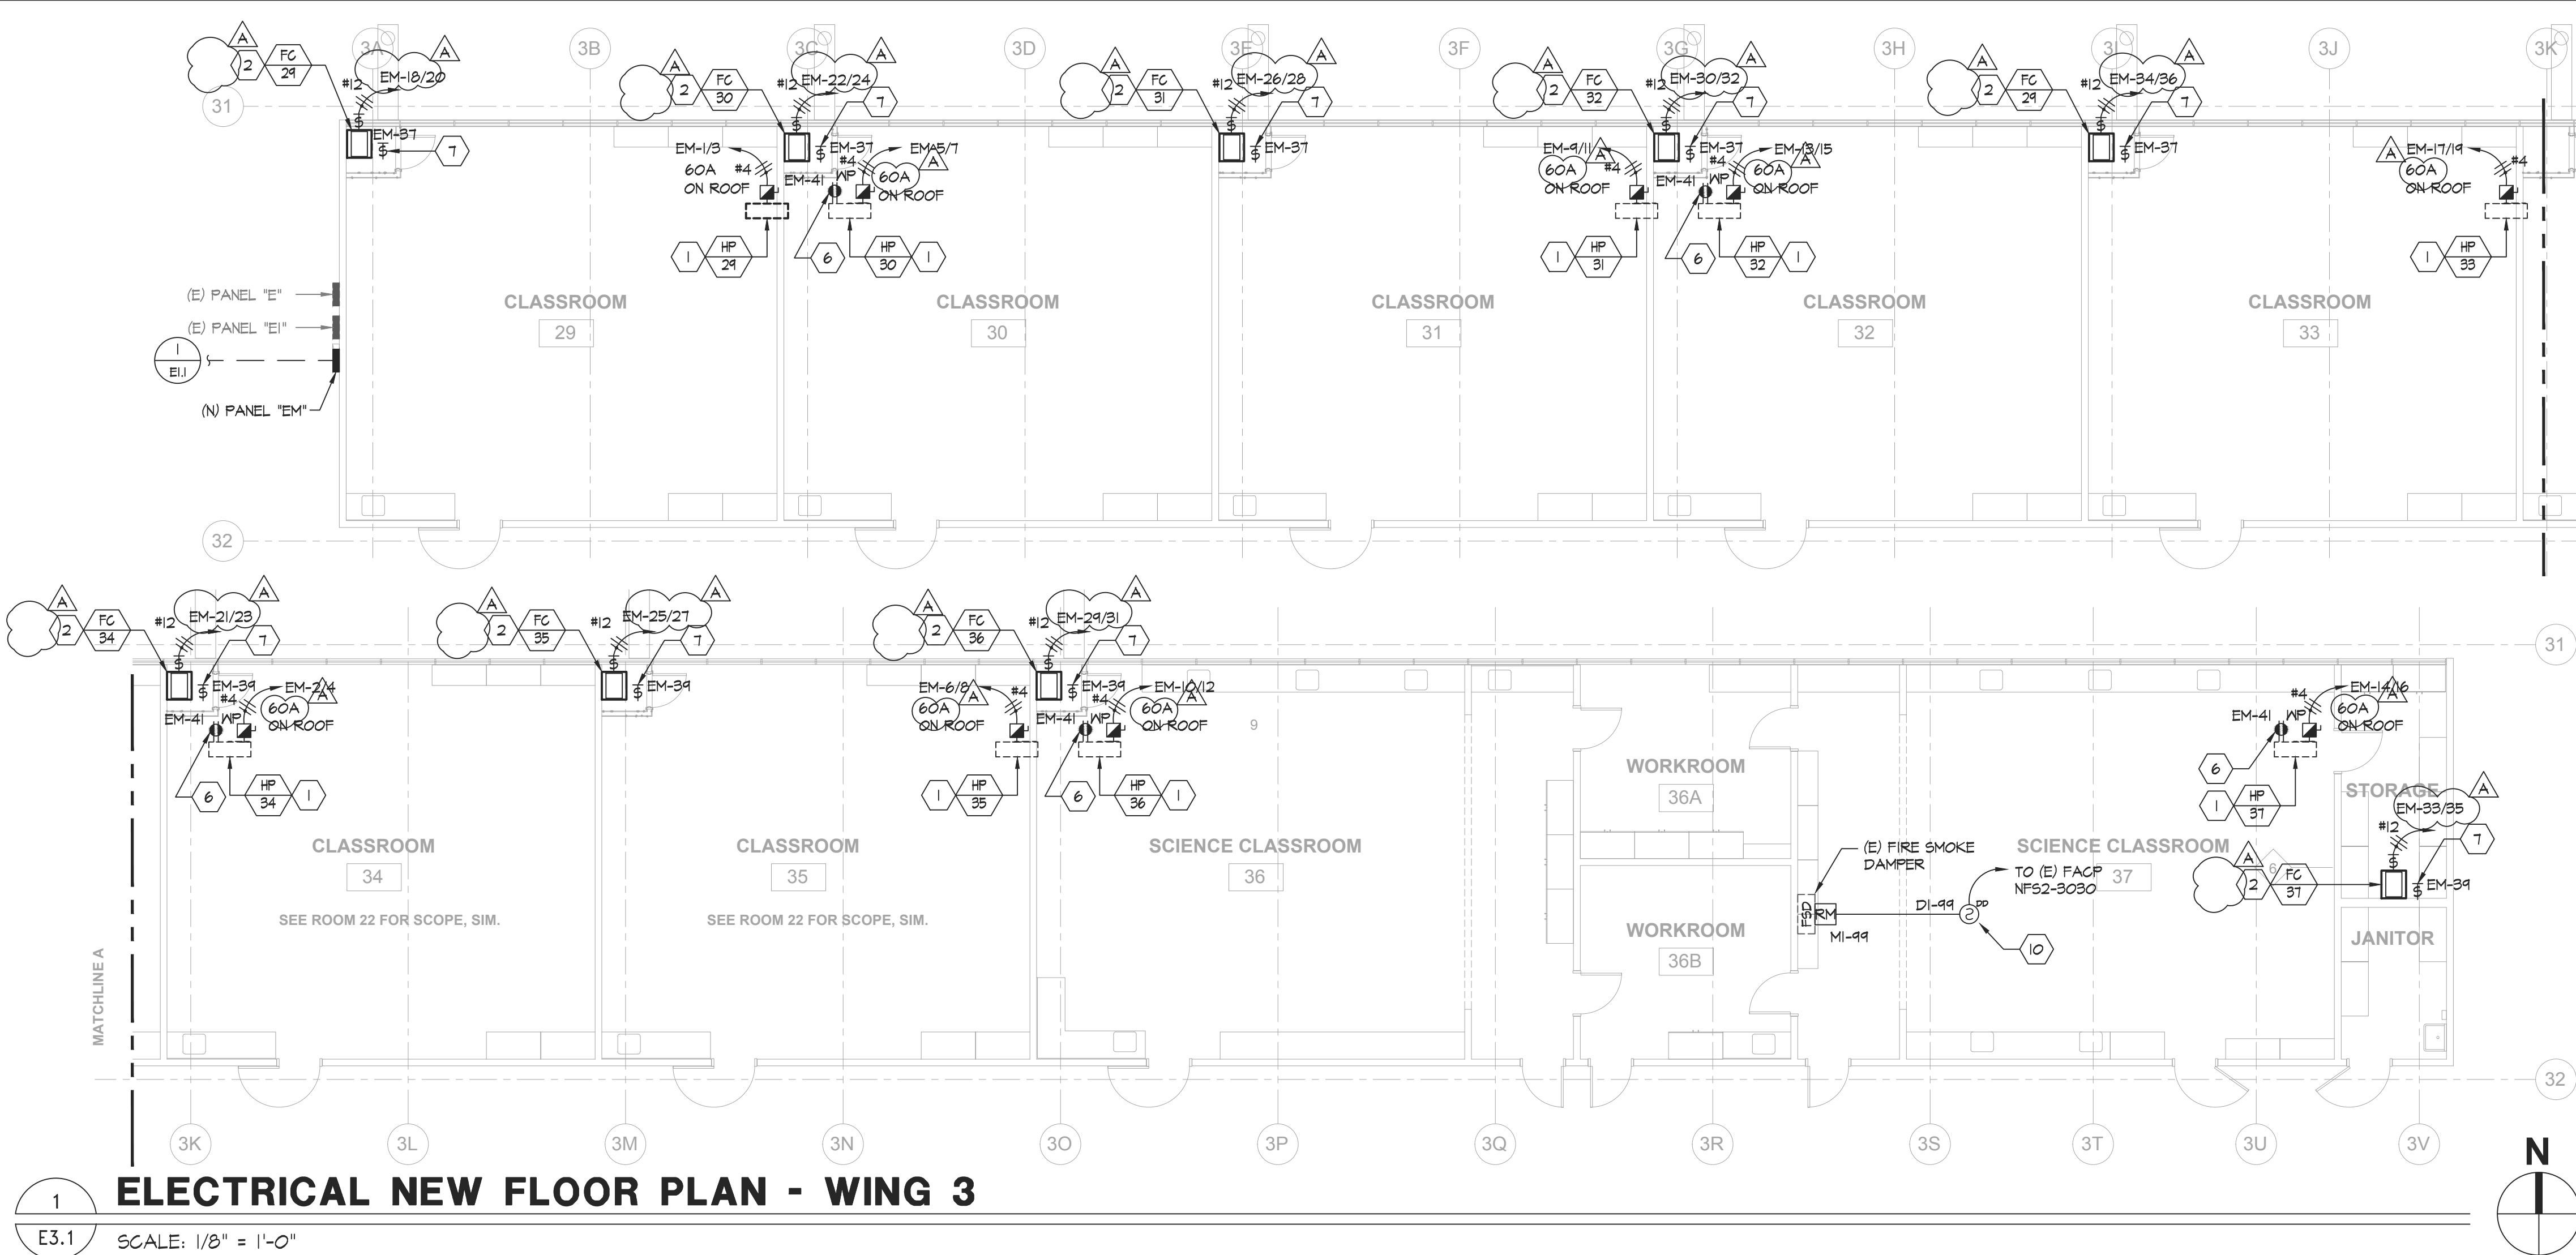 3A
3B
3C
3D
3E
3F
3G
3H
3I
3J
3K
A
2
FC
29
#12
EM-18/20
A
EM-37
7
A
2
FC
30
#12
EM-22/24
A
7
EM-37
A
2
FC
31
#12
EM-26/28
A
7
EM-37
A
2
FC
32
#12
EM-30/32
A
7
EM-37
A
2
FC
29
#12
EM-34/36
A
7
EM-37
31
EM-1/3
60A
#4
ON ROOF
1
HP
29
EM-41
WP
#4
EM-5/7
A
60A
ON ROOF
6
HP
30
1
EM-9/11
A
#4
60A
ON ROOF
1
HP
31
EM-41
WP
#4
EM-13/15
A
60A
ON ROOF
6
HP
32
1
A
EM-17/19
#4
60A
ON ROOF
1
HP
33
(E) PANEL "E"
(E) PANEL "E1"
1
E1.1
(N) PANEL "EM"
CLASSROOM
29
CLASSROOM
30
CLASSROOM
31
CLASSROOM
32
CLASSROOM
33
32
A
2
FC
34
#12
EM-21/23
A
7
EM-39
A
2
FC
35
#12
EM-25/27
A
7
EM-39
A
2
FC
36
#12
EM-29/31
A
7
EM-39
31
EM-41
WP
#4
EM-2/4
A
60A
ON ROOF
6
HP
34
1
EM-6/8
A
#4
60A
ON ROOF
1
HP
35
EM-41
WP
#4
EM-10/12
A
60A
ON ROOF
6
HP
36
1
9
EM-41
WP
#4
EM-14/16
A
60A
ON ROOF
6
1
HP
37
STORAGE
EM-33/35
A
#12
7
A
2
FC
37
6
EM-39
JANITOR
CLASSROOM
34
SEE ROOM 22 FOR SCOPE, SIM.
CLASSROOM
35
SEE ROOM 22 FOR SCOPE, SIM.
SCIENCE CLASSROOM
36
WORKROOM
36A
WORKROOM
36B
(E) FIRE SMOKE
DAMPER
FSD
RM
M1-99
D1-99
2
DD
TO (E) FACP
NFS2-3030
10
SCIENCE CLASSROOM
37
MATCHLINE A
32
3K
3L
3M
3N
3O
3P
3Q
3R
3S
3T
3U
3V
N
1
E3.1
ELECTRICAL NEW FLOOR PLAN - WING 3
SCALE: 1/8" = 1'-0"